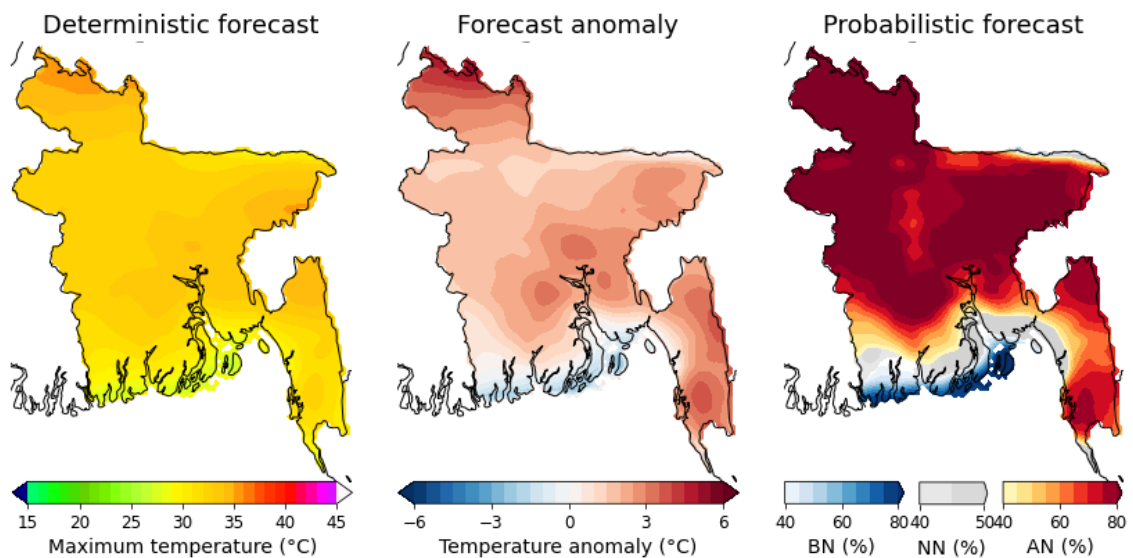 Deterministic forecast
Forecast anomaly
Probabilistic forecast
15 20 25 30 35 40 45
Maximum temperature (°C)
−6 −3 0 3 6
Temperature anomaly (°C)
40 60 80
BN (%)
40 50
NN (%)
40 60 80
AN (%)